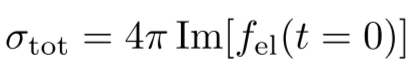 σ_tot = 4π Im[f_el(t = 0)]